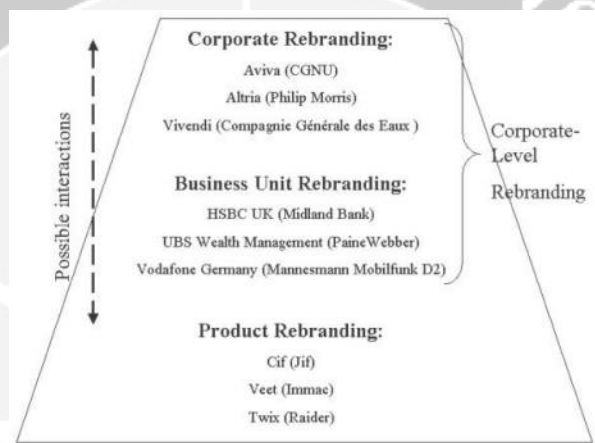 Corporate Rebranding:
Aviva (CGNU)
Altria (Philip Morris)
Vivendi (Compagnie Générale des Eaux )
Business Unit Rebranding:
HSBC UK (Midland Bank)
UBS Wealth Management (PaineWebber)
Vodafone Germany (Mannesmann Mobilfunk D2)
Product Rebranding:
Cif (Jif)
Veet (Immac)
Twix (Raider)
Possible interactions
Corporate-
Level
Rebranding